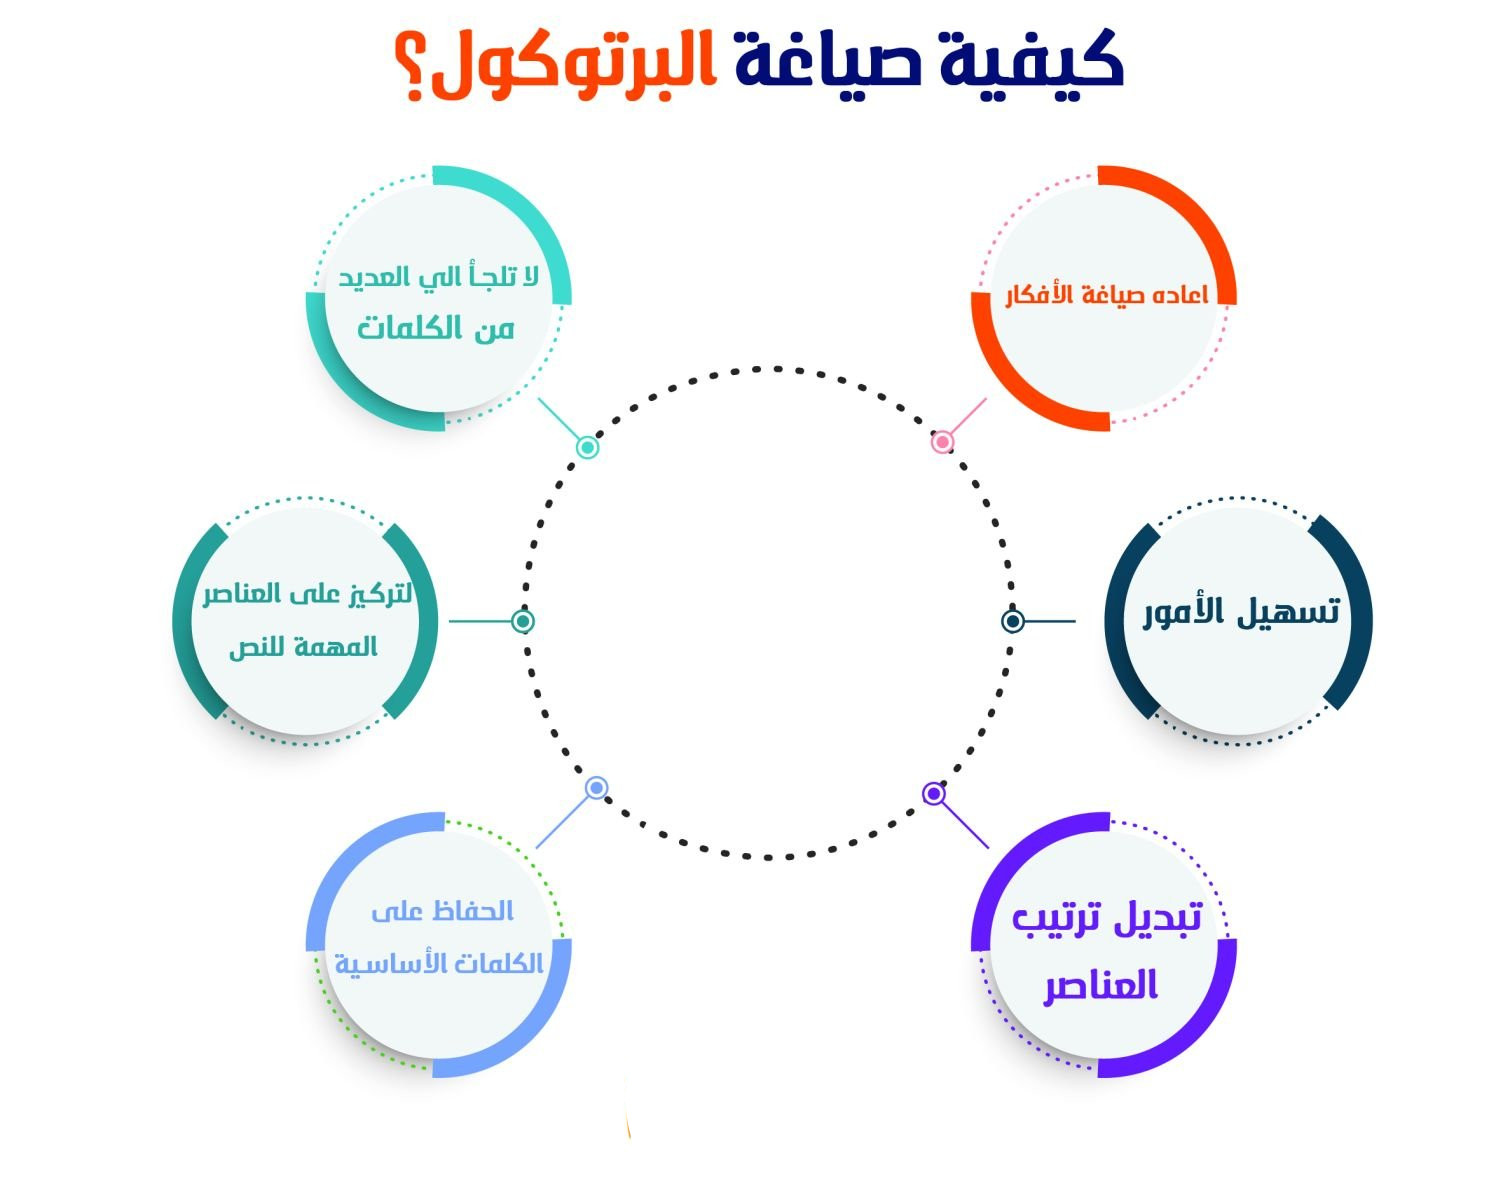 كيفية صياغة البرتوكول؟
اعاده صياغة الأفكار
تسهيل الأمور
تبديل ترتيب
العناصر
لا تلجأ الي العديد
من الكلمات
لتركيز على العناصر
المهمة للنص
الحفاظ على
الكلمات الأساسية